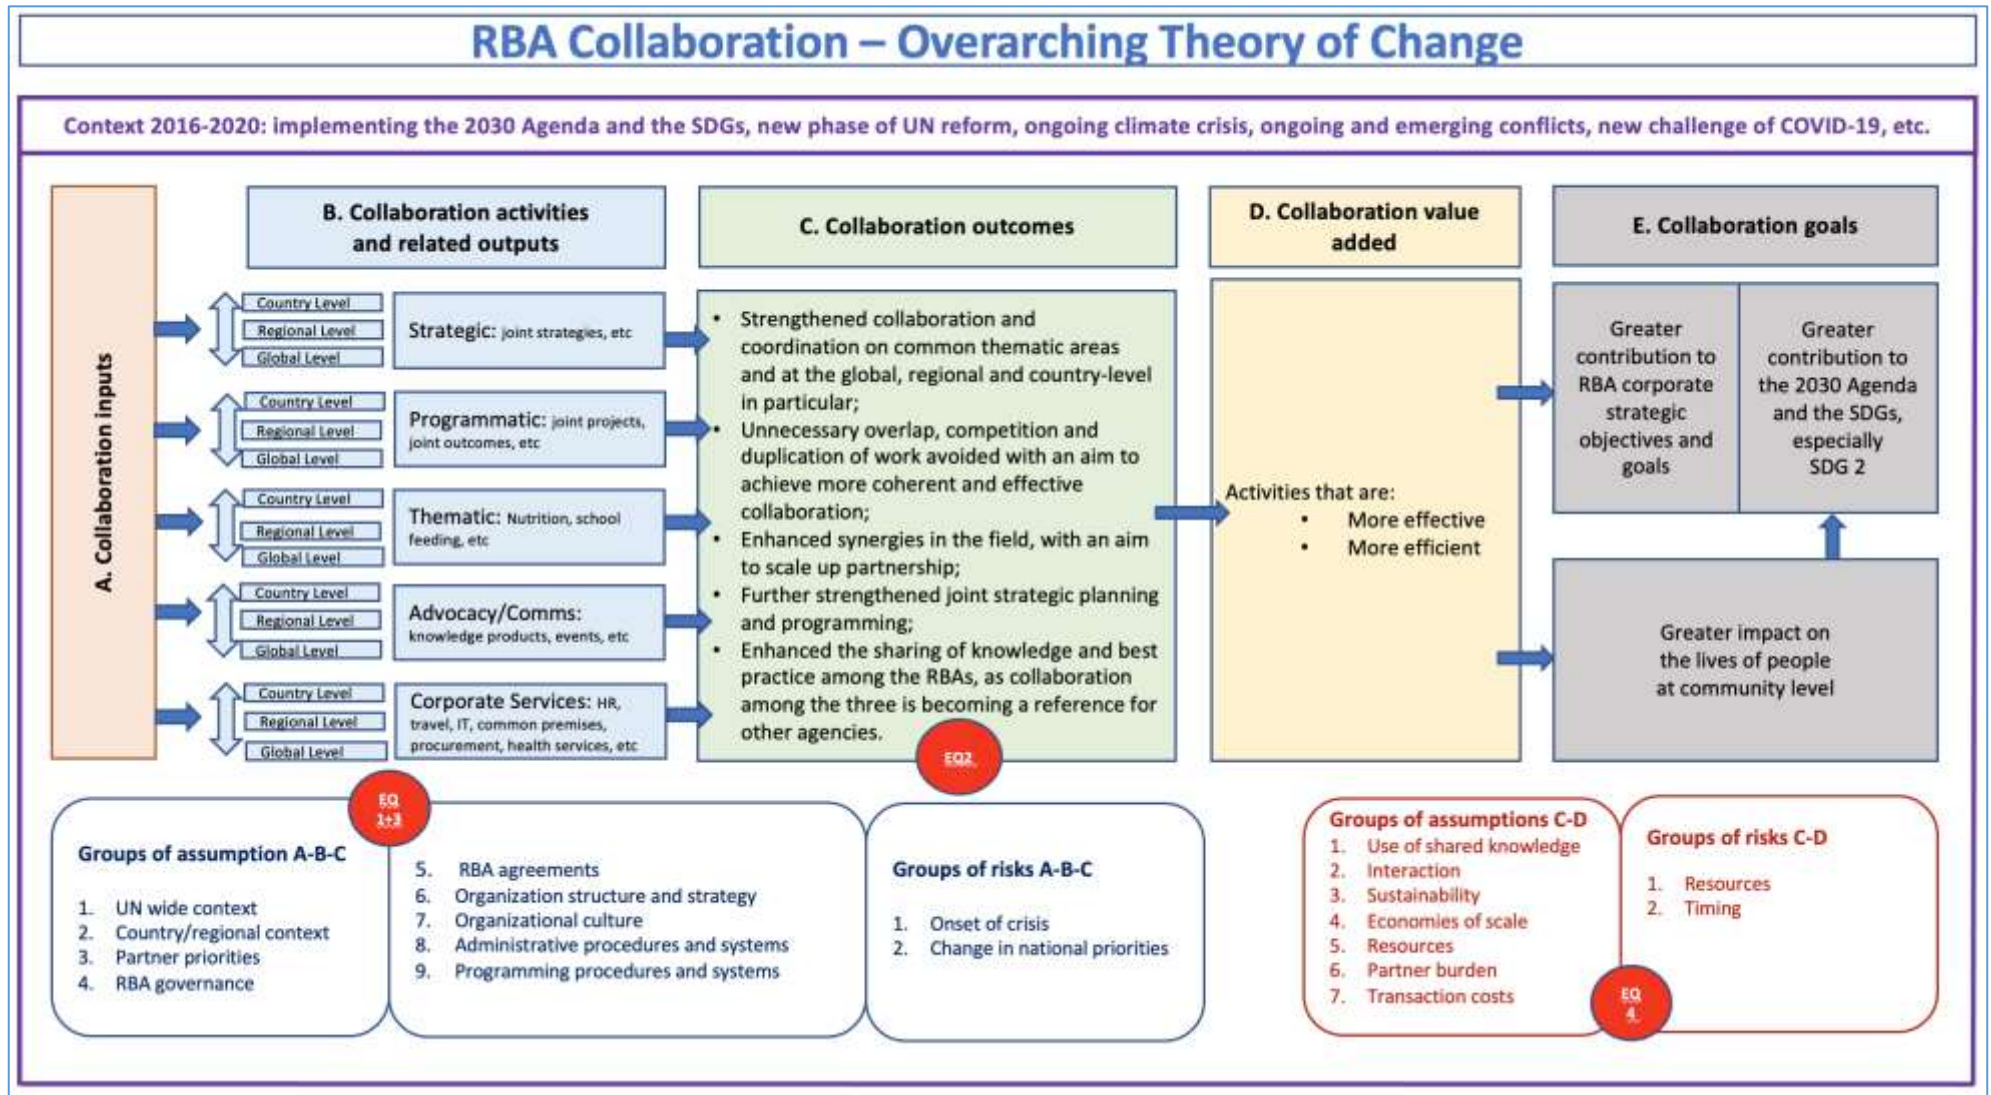 RBA Collaboration – Overarching Theory of Change
Context 2016-2020: implementing the 2030 Agenda and the SDGs, new phase of UN reform, ongoing climate crisis, ongoing and emerging conflicts, new challenge of COVID-19, etc.
A. Collaboration inputs
B. Collaboration activities
and related outputs
Country Level
Regional Level
Global Level
Strategic: joint strategies, etc
Country Level
Regional Level
Global Level
Programmatic: joint projects,
joint outcomes, etc
Country Level
Regional Level
Global Level
Thematic: Nutrition, school
feeding, etc
Country Level
Regional Level
Global Level
Advocacy/Comms:
knowledge products, events, etc
Country Level
Regional Level
Global Level
Corporate Services: HR,
travel, IT, common premises,
procurement, health services, etc
C. Collaboration outcomes
• Strengthened collaboration and
coordination on common thematic areas
and at the global, regional and country-level
in particular;
• Unnecessary overlap, competition and
duplication of work avoided with an aim to
achieve more coherent and effective
collaboration;
• Enhanced synergies in the field, with an aim
to scale up partnership;
• Further strengthened joint strategic planning
and programming;
• Enhanced the sharing of knowledge and best
practice among the RBAs, as collaboration
among the three is becoming a reference for
other agencies.
EQ2
D. Collaboration value
added
Activities that are:
• More effective
• More efficient
E. Collaboration goals
Greater
contribution to
RBA corporate
strategic
objectives and
goals
Greater
contribution to
the 2030 Agenda
and the SDGs,
especially
SDG 2
Greater impact on
the lives of people
at community level
EQ
1+3
Groups of assumption A-B-C
1. UN wide context
2. Country/regional context
3. Partner priorities
4. RBA governance
5. RBA agreements
6. Organization structure and strategy
7. Organizational culture
8. Administrative procedures and systems
9. Programming procedures and systems
Groups of risks A-B-C
1. Onset of crisis
2. Change in national priorities
Groups of assumptions C-D
1. Use of shared knowledge
2. Interaction
3. Sustainability
4. Economies of scale
5. Resources
6. Partner burden
7. Transaction costs
EQ
4
Groups of risks C-D
1. Resources
2. Timing